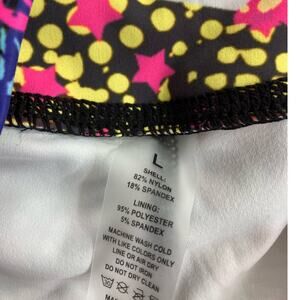 L
SHELL:
82% NYLON
18% SPANDEX
LINING:
95% POLYESTER
5% SPANDEX
MACHINE WASH COLD
WITH LIKE COLORS ONLY
LINE OR AIR DRY
DO NOT IRON
DO NOT DRY CLEAN